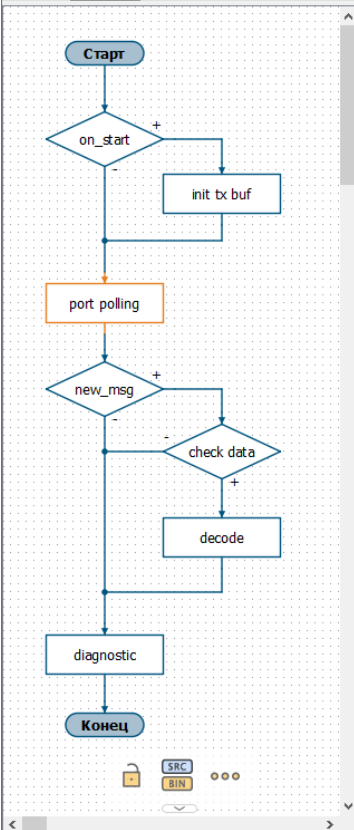 Старт
on_start
+
-
init tx buf
port polling
new_msg
+
-
-
check data
+
decode
diagnostic
Конец
SRC
BIN